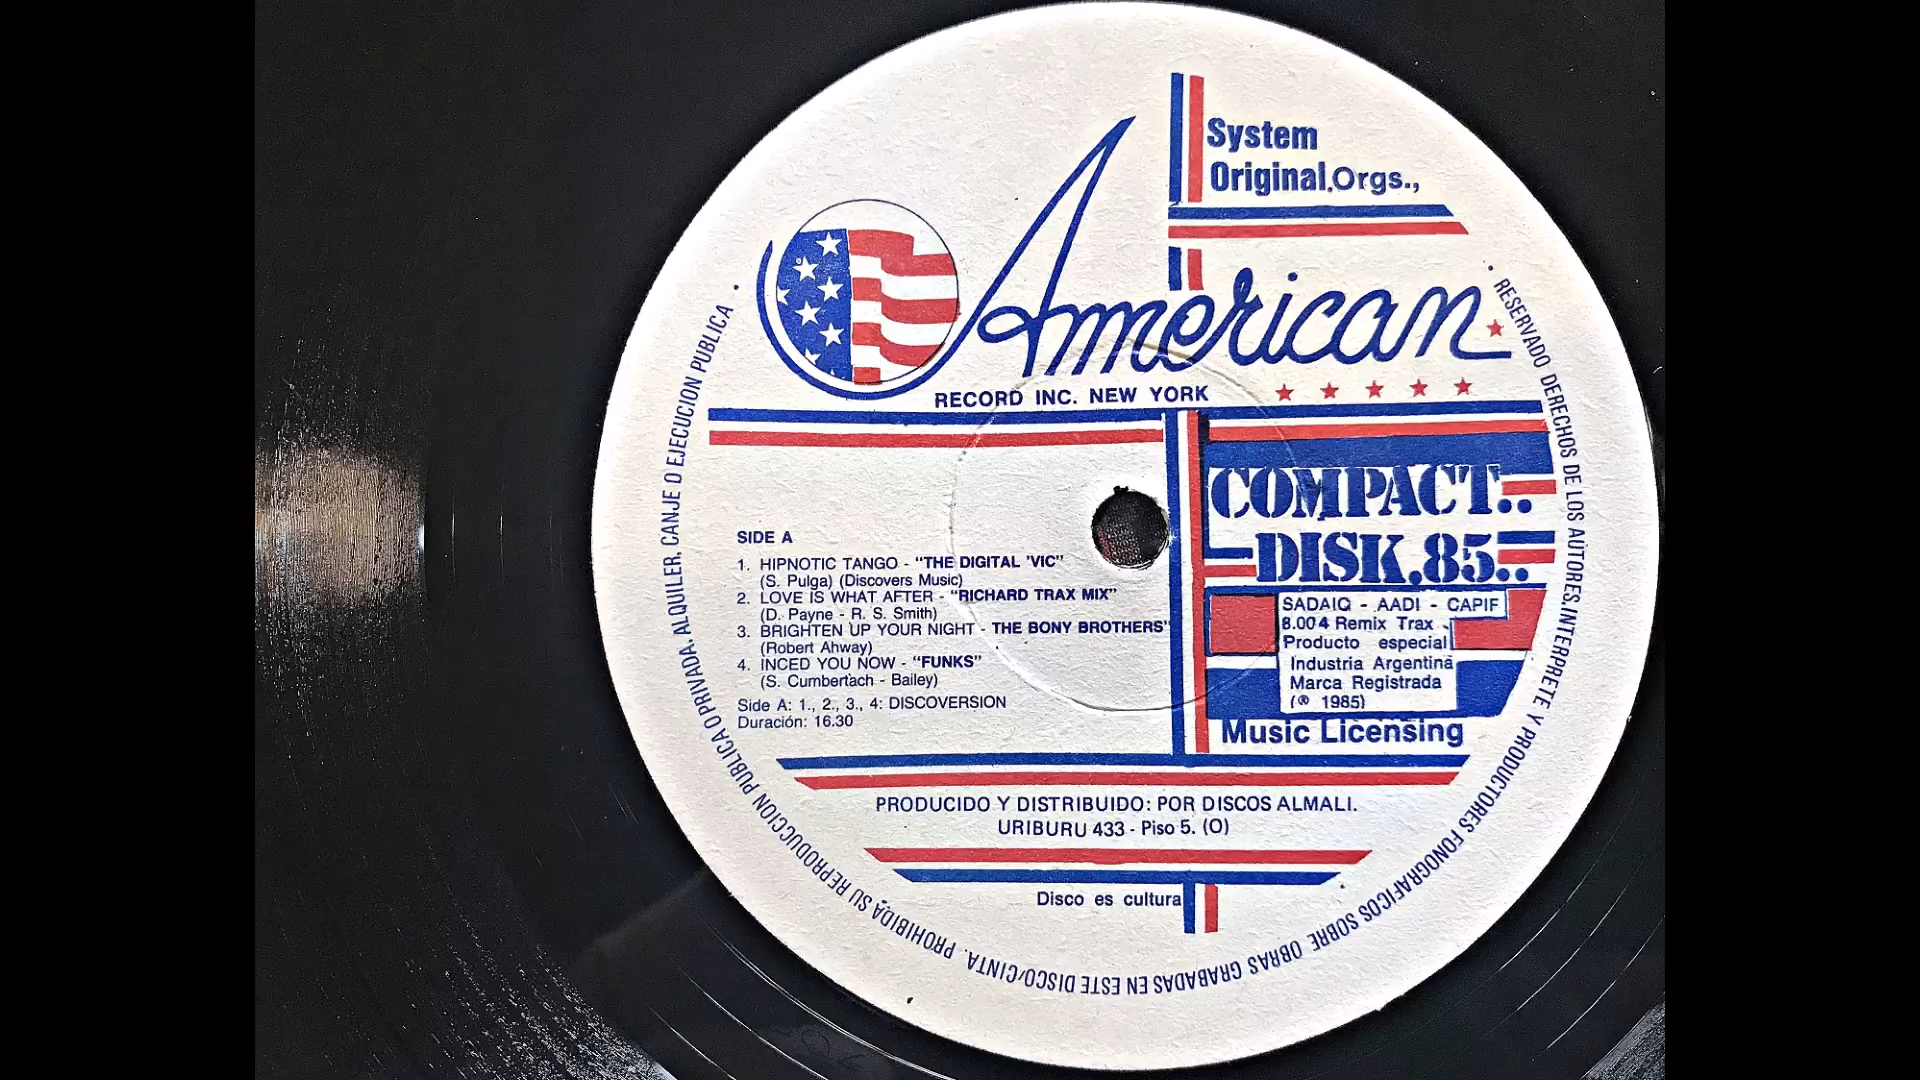 System
Original.Orgs.,
American
RECORD INC. NEW YORK
COMPACT..
DISK.85..
SADAIQ - AADI - CAPIF
8.004 Remix Trax -
Producto especial
Industria Argentina
Marca Registrada
(℗ 1985)
Music Licensing
SIDE A
1. HIPNOTIC TANGO - "THE DIGITAL 'VIC"
(S. Pulga) (Discovers Music)
2. LOVE IS WHAT AFTER - "RICHARD TRAX MIX"
(D. Payne - R. S. Smith)
3. BRIGHTEN UP YOUR NIGHT - THE BONY BROTHERS"
(Robert Ahway)
4. INCED YOU NOW - "FUNKS"
(S. Cumbertach - Bailey)
Side A: 1., 2., 3., 4: DISCOVERSION
Duración: 16.30
PRODUCIDO Y DISTRIBUIDO: POR DISCOS ALMALI.
URIBURU 433 - Piso 5. (O)
Disco es cultura
· RESERVADO DERECHOS DE LOS AUTORES.INTERPRETE Y PRODUCTORES FONOGRAFICOS SOBRE OBRAS GRABADAS EN ESTE DISCO/CINTA. PROHIBIDA SU REPRODUCCION PUBLICA O PRIVADA. ALQUILER. CANJE O EJECUCION PUBLICA ·